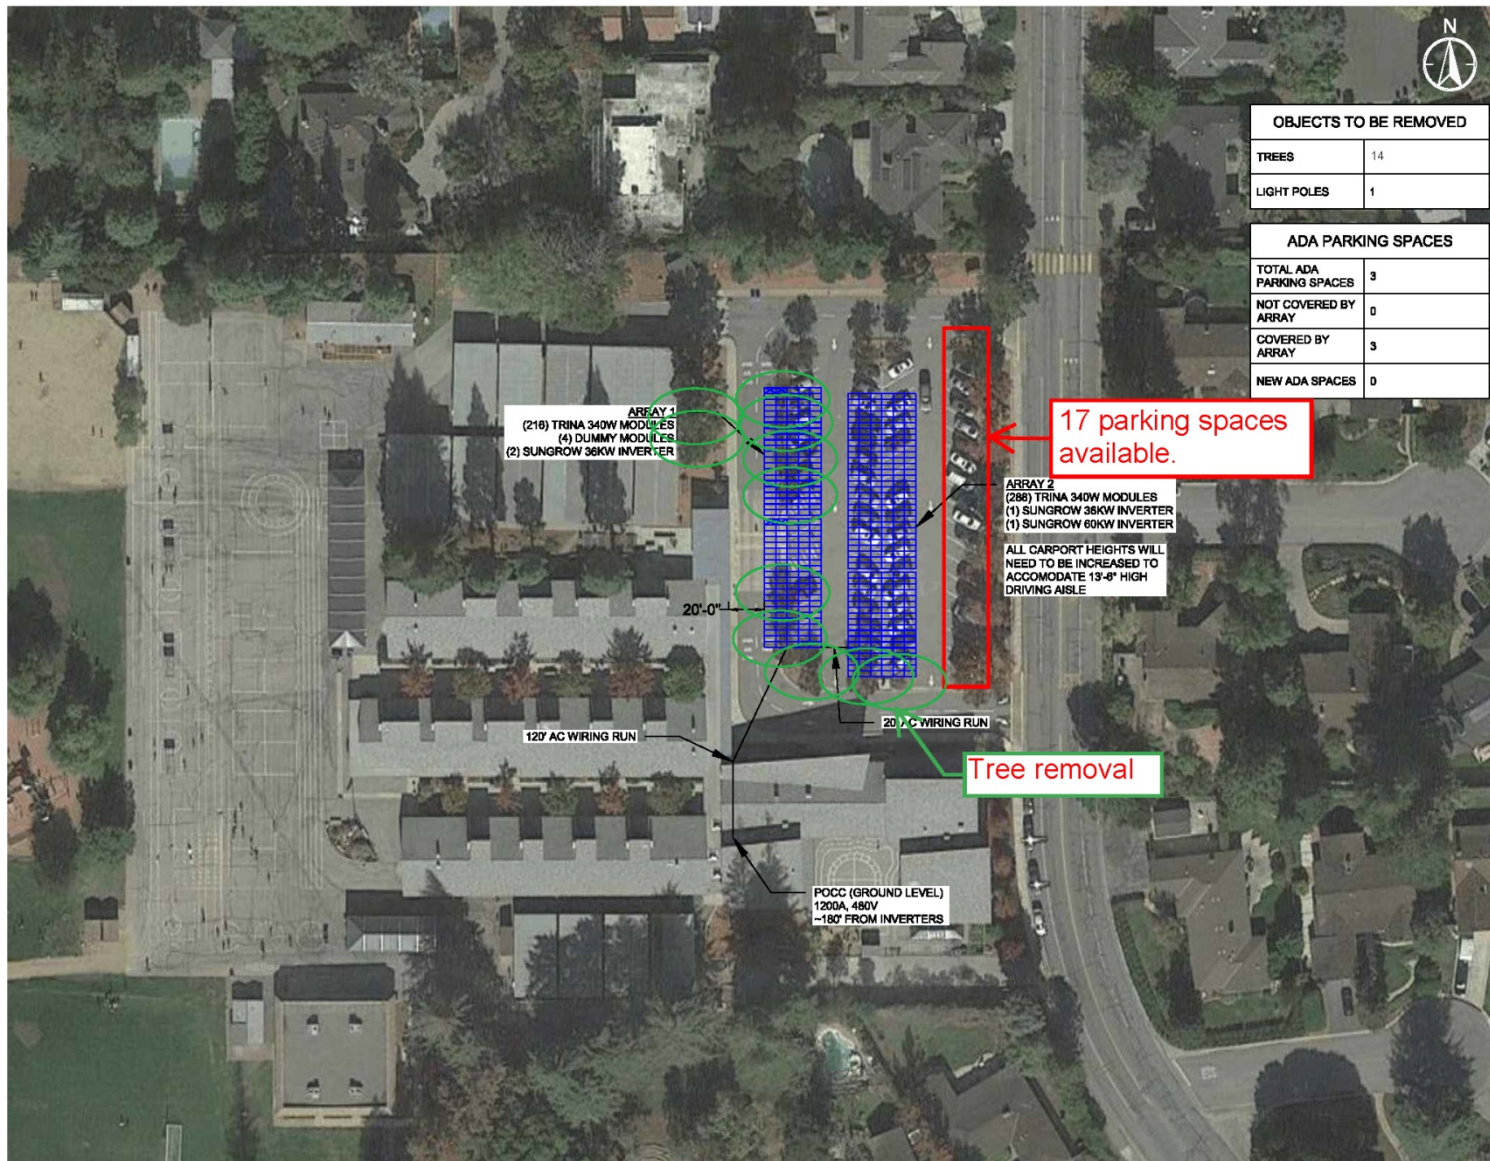 N
OBJECTS TO BE REMOVED
TREES 14
LIGHT POLES 1
ADA PARKING SPACES
TOTAL ADA
PARKING SPACES 3
NOT COVERED BY
ARRAY 0
COVERED BY
ARRAY 3
NEW ADA SPACES 0
ARRAY 1
(216) TRINA 340W MODULES
(4) DUMMY MODULES
(2) SUNGROW 36KW INVERTER
17 parking spaces
available.
ARRAY 2
(286) TRINA 340W MODULES
(1) SUNGROW 36KW INVERTER
(1) SUNGROW 60KW INVERTER
ALL CARPORT HEIGHTS WILL
NEED TO BE INCREASED TO
ACCOMODATE 13'-6" HIGH
DRIVING AISLE
20'-0"
20' AC WIRING RUN
120' AC WIRING RUN
Tree removal
POCC (GROUND LEVEL)
1200A, 480V
~180' FROM INVERTERS